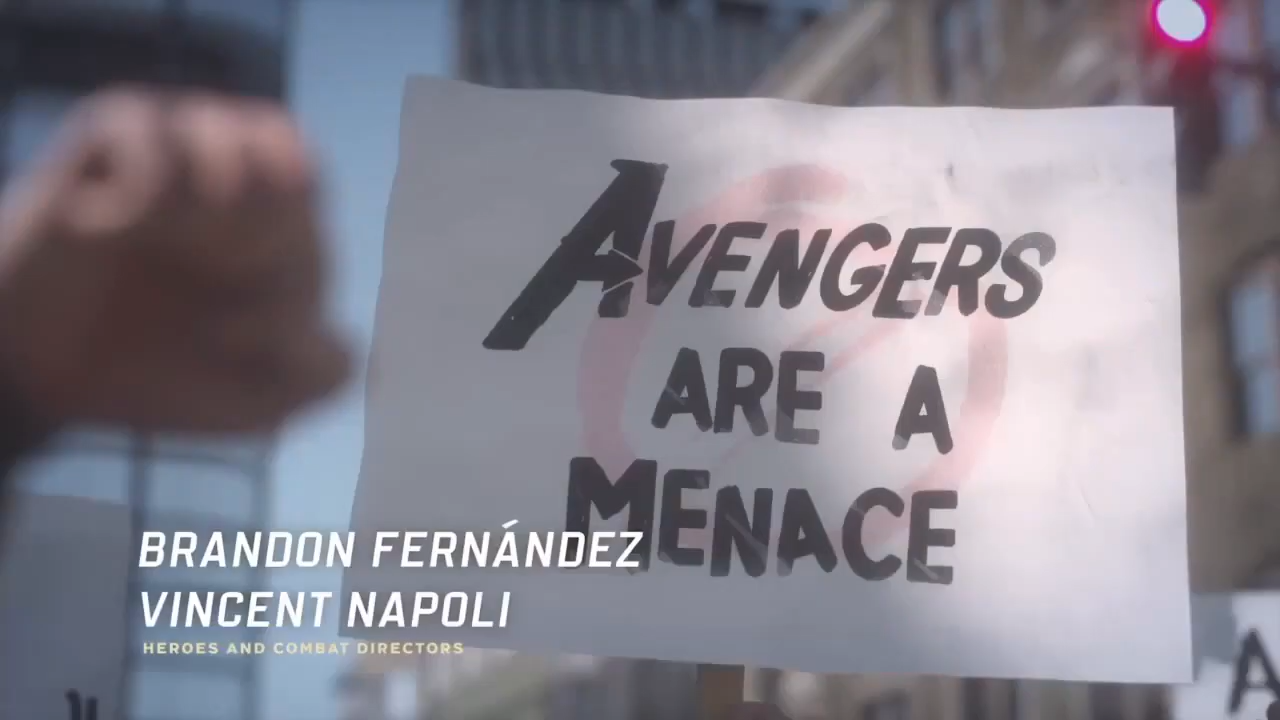 AVENGERS
ARE A
MENACE
BRANDON FERNÁNDEZ
VINCENT NAPOLI
HEROES AND COMBAT DIRECTORS
A